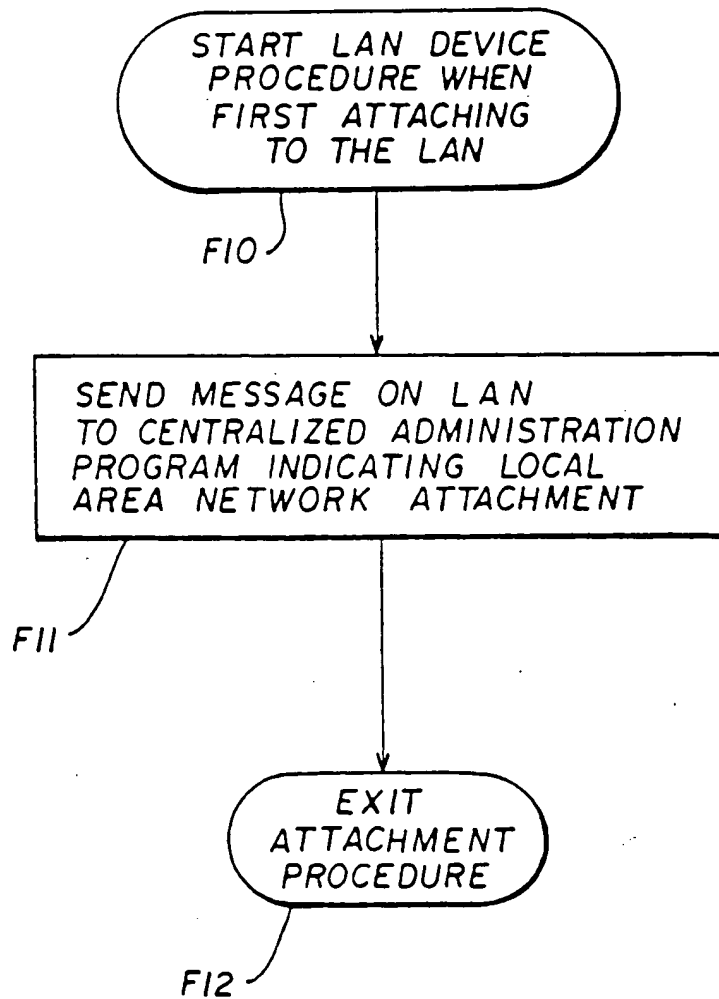 START LAN DEVICE
PROCEDURE WHEN
FIRST ATTACHING
TO THE LAN
F10
SEND MESSAGE ON LAN
TO CENTRALIZED ADMINISTRATION
PROGRAM INDICATING LOCAL
AREA NETWORK ATTACHMENT
F11
EXIT
ATTACHMENT
PROCEDURE
F12